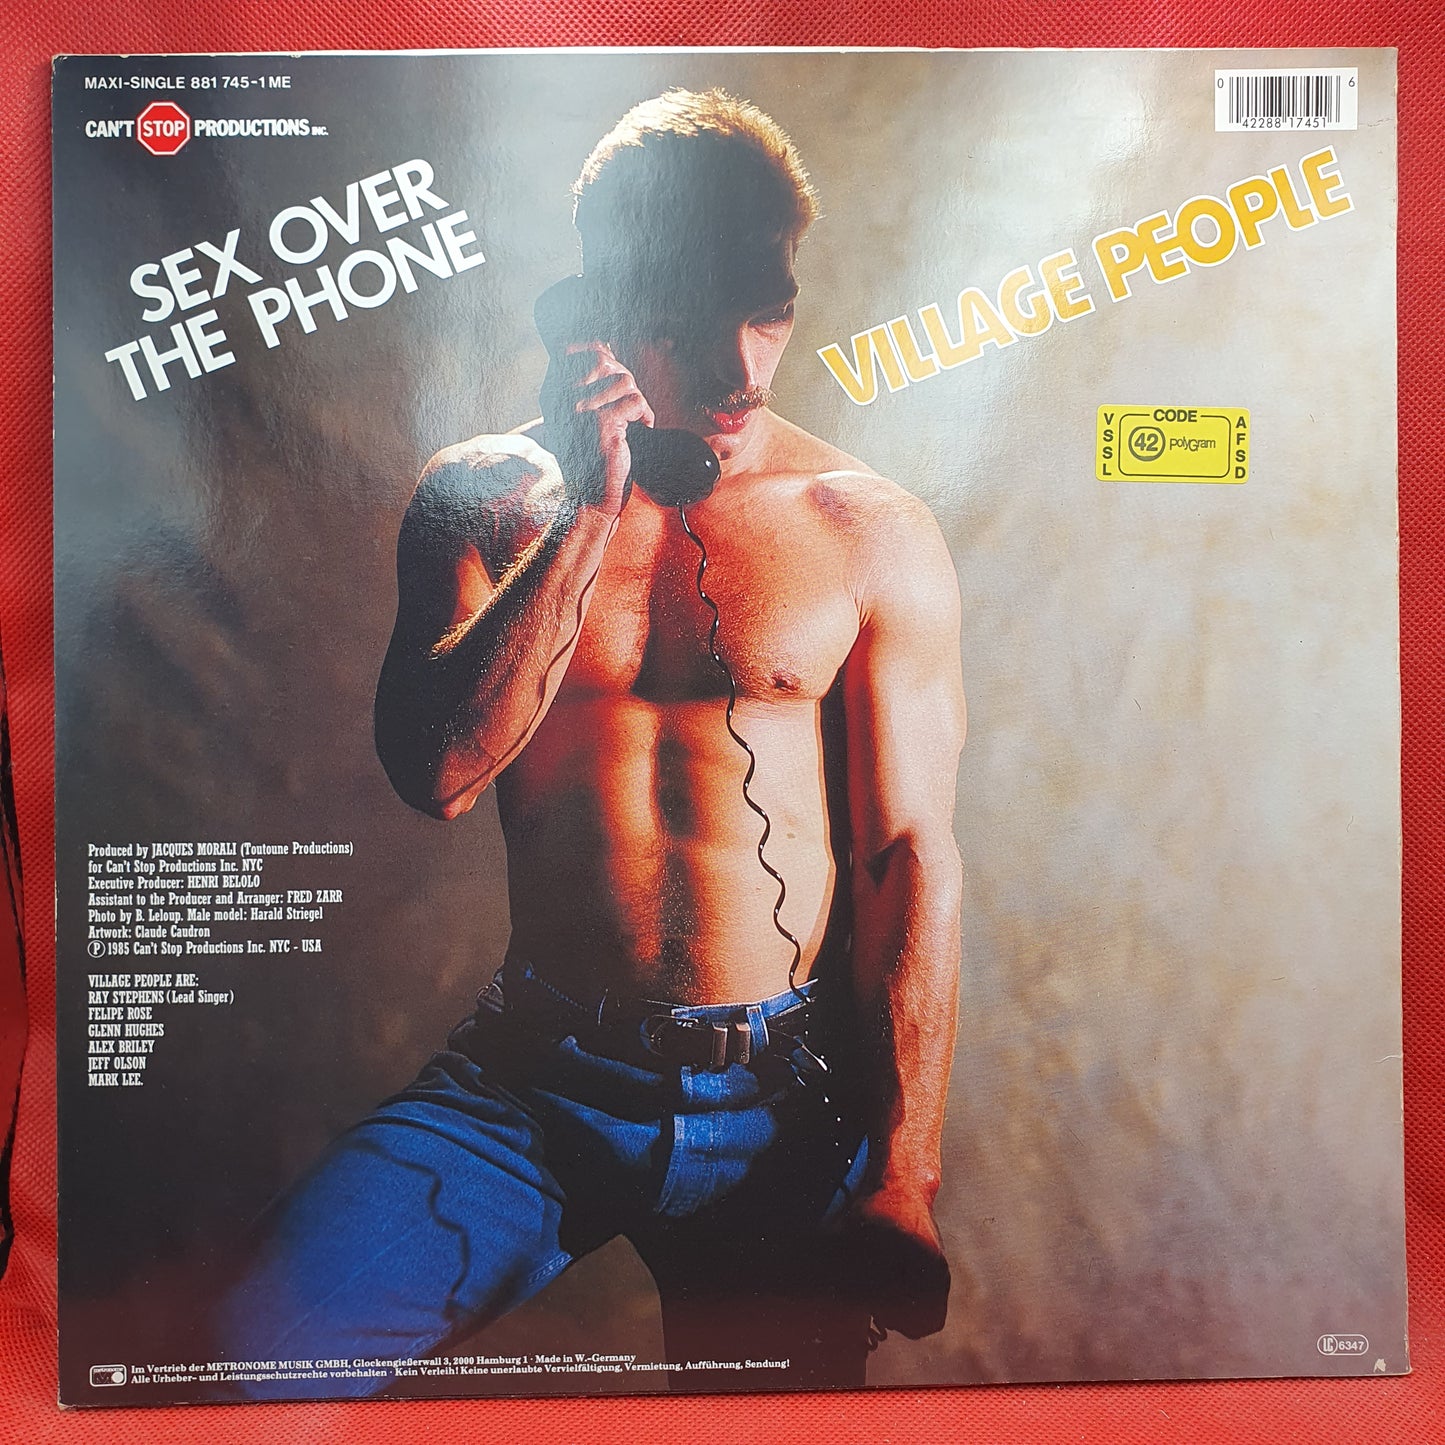 MAXI-SINGLE 881 745-1 ME
CAN'T STOP PRODUCTIONS INC.
0 42288 17451 6
SEX OVER
THE PHONE
VILLAGE PEOPLE
VSSL
CODE
42 polyGram
AFSD
Produced by JACQUES MORALI (Toutoune Productions)
for Can't Stop Productions Inc. NYC
Executive Producer: HENRI BELOLO
Assistant to the Producer and Arranger: FRED ZARR
Photo by B. Leloup. Male model: Harald Striegel
Artwork: Claude Caudron
Ⓟ 1985 Can't Stop Productions Inc. NYC - USA
VILLAGE PEOPLE ARE:
RAY STEPHENS (Lead Singer)
FELIPE ROSE
GLENN HUGHES
ALEX BRILEY
JEFF OLSON
MARK LEE.
Im Vertrieb der METRONOME MUSIK GMBH, Glockengießerwall 3, 2000 Hamburg 1 · Made in W.-Germany
Alle Urheber- und Leistungsschutzrechte vorbehalten · Kein Verleih! Keine unerlaubte Vervielfältigung, Vermietung, Aufführung, Sendung!
LC 6347